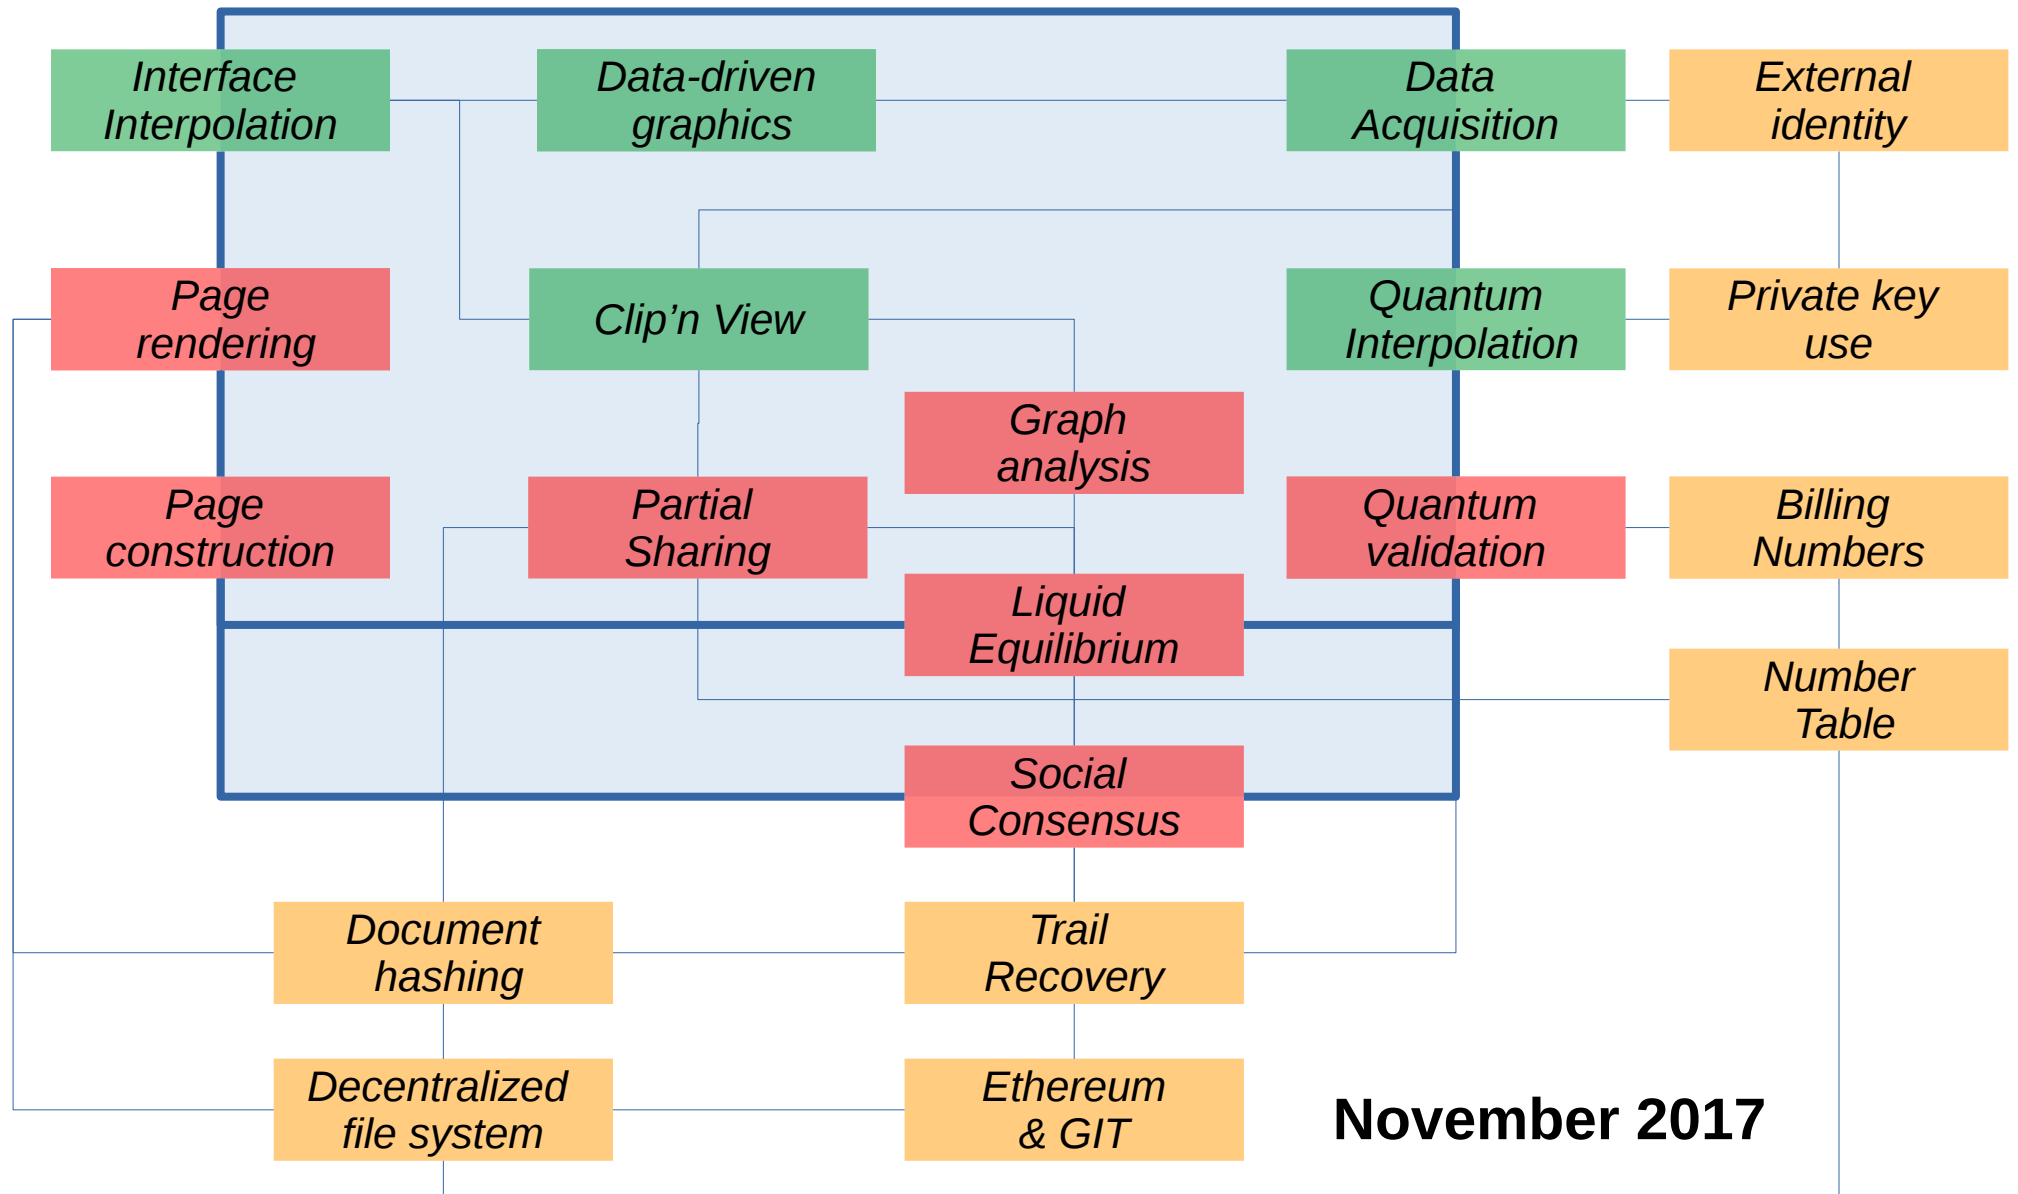 Interface
Interpolation
Data-driven
graphics
Data
Acquisition
External
identity
Page
rendering
Clip’n View
Quantum
Interpolation
Private key
use
Graph
analysis
Page
construction
Partial
Sharing
Quantum
validation
Billing
Numbers
Liquid
Equilibrium
Number
Table
Social
Consensus
Document
hashing
Trail
Recovery
Decentralized
file system
Ethereum
& GIT
November 2017